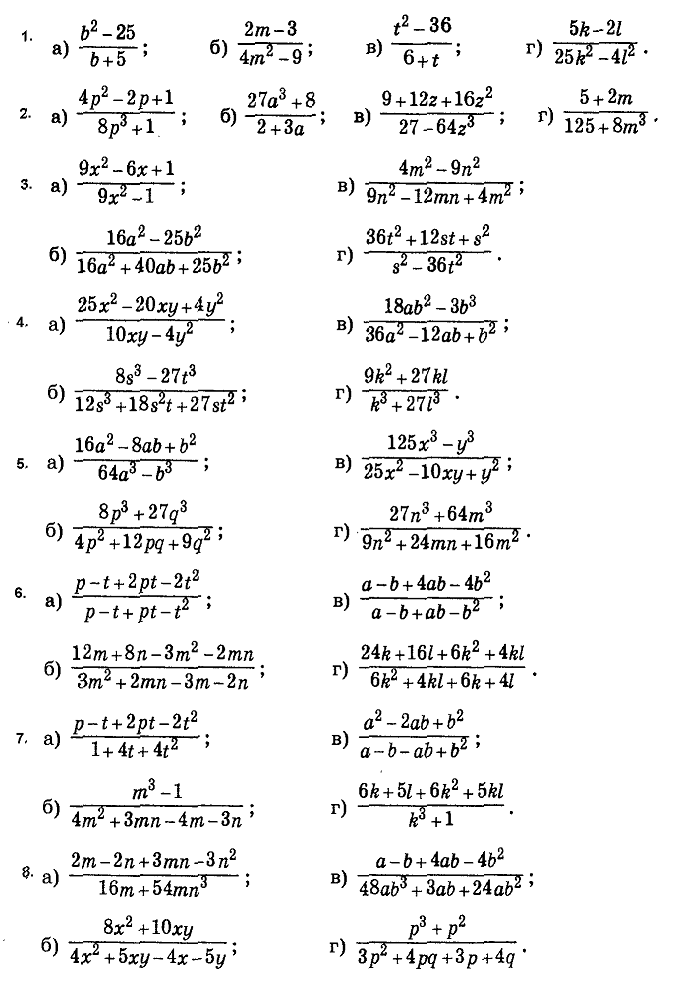 1. а) \frac{b^2-25}{b+5}; б) \frac{2m-3}{4m^2-9}; в) \frac{t^2-36}{6+t}; г) \frac{5k-2l}{25k^2-4l^2}.
2. а) \frac{4p^2-2p+1}{8p^3+1}; б) \frac{27a^3+8}{2+3a}; в) \frac{9+12z+16z^2}{27-64z^3}; г) \frac{5+2m}{125+8m^3}.
3. а) \frac{9x^2-6x+1}{9x^2-1}; в) \frac{4m^2-9n^2}{9n^2-12mn+4m^2};
б) \frac{16a^2-25b^2}{16a^2+40ab+25b^2}; г) \frac{36t^2+12st+s^2}{s^2-36t^2}.
4. а) \frac{25x^2-20xy+4y^2}{10xy-4y^2}; в) \frac{18ab^2-3b^3}{36a^2-12ab+b^2};
б) \frac{8s^3-27t^3}{12s^3+18s^2t+27st^2}; г) \frac{9k^2+27kl}{k^3+27l^3}.
5. а) \frac{16a^2-8ab+b^2}{64a^3-b^3}; в) \frac{125x^3-y^3}{25x^2-10xy+y^2};
б) \frac{8p^3+27q^3}{4p^2+12pq+9q^2}; г) \frac{27n^3+64m^3}{9n^2+24mn+16m^2}.
6. а) \frac{p-t+2pt-2t^2}{p-t+pt-t^2}; в) \frac{a-b+4ab-4b^2}{a-b+ab-b^2};
б) \frac{12m+8n-3m^2-2mn}{3m^2+2mn-3m-2n}; г) \frac{24k+16l+6k^2+4kl}{6k^2+4kl+6k+4l}.
7. а) \frac{p-t+2pt-2t^2}{1+4t+4t^2}; в) \frac{a^2-2ab+b^2}{a-b-ab+b^2};
б) \frac{m^3-1}{4m^2+3mn-4m-3n}; г) \frac{6k+5l+6k^2+5kl}{k^3+1}.
8. а) \frac{2m-2n+3mn-3n^2}{16m+54mn^3}; в) \frac{a-b+4ab-4b^2}{48ab^3+3ab+24ab^2};
б) \frac{8x^2+10xy}{4x^2+5xy-4x-5y}; г) \frac{p^3+p^2}{3p^2+4pq+3p+4q}.